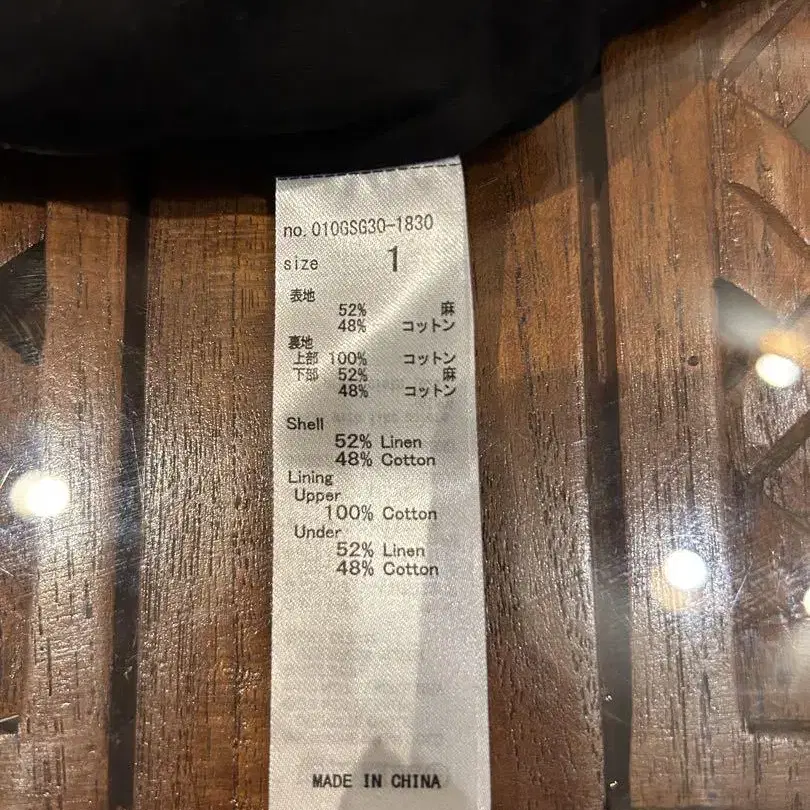 no. 010GSG30-1830
size 1
表地
52% 麻
48% コットン
裏地
上部 100% コットン
下部 52% 麻
48% コットン
Shell
52% Linen
48% Cotton
Lining
Upper
100% Cotton
Under
52% Linen
48% Cotton
MADE IN CHINA